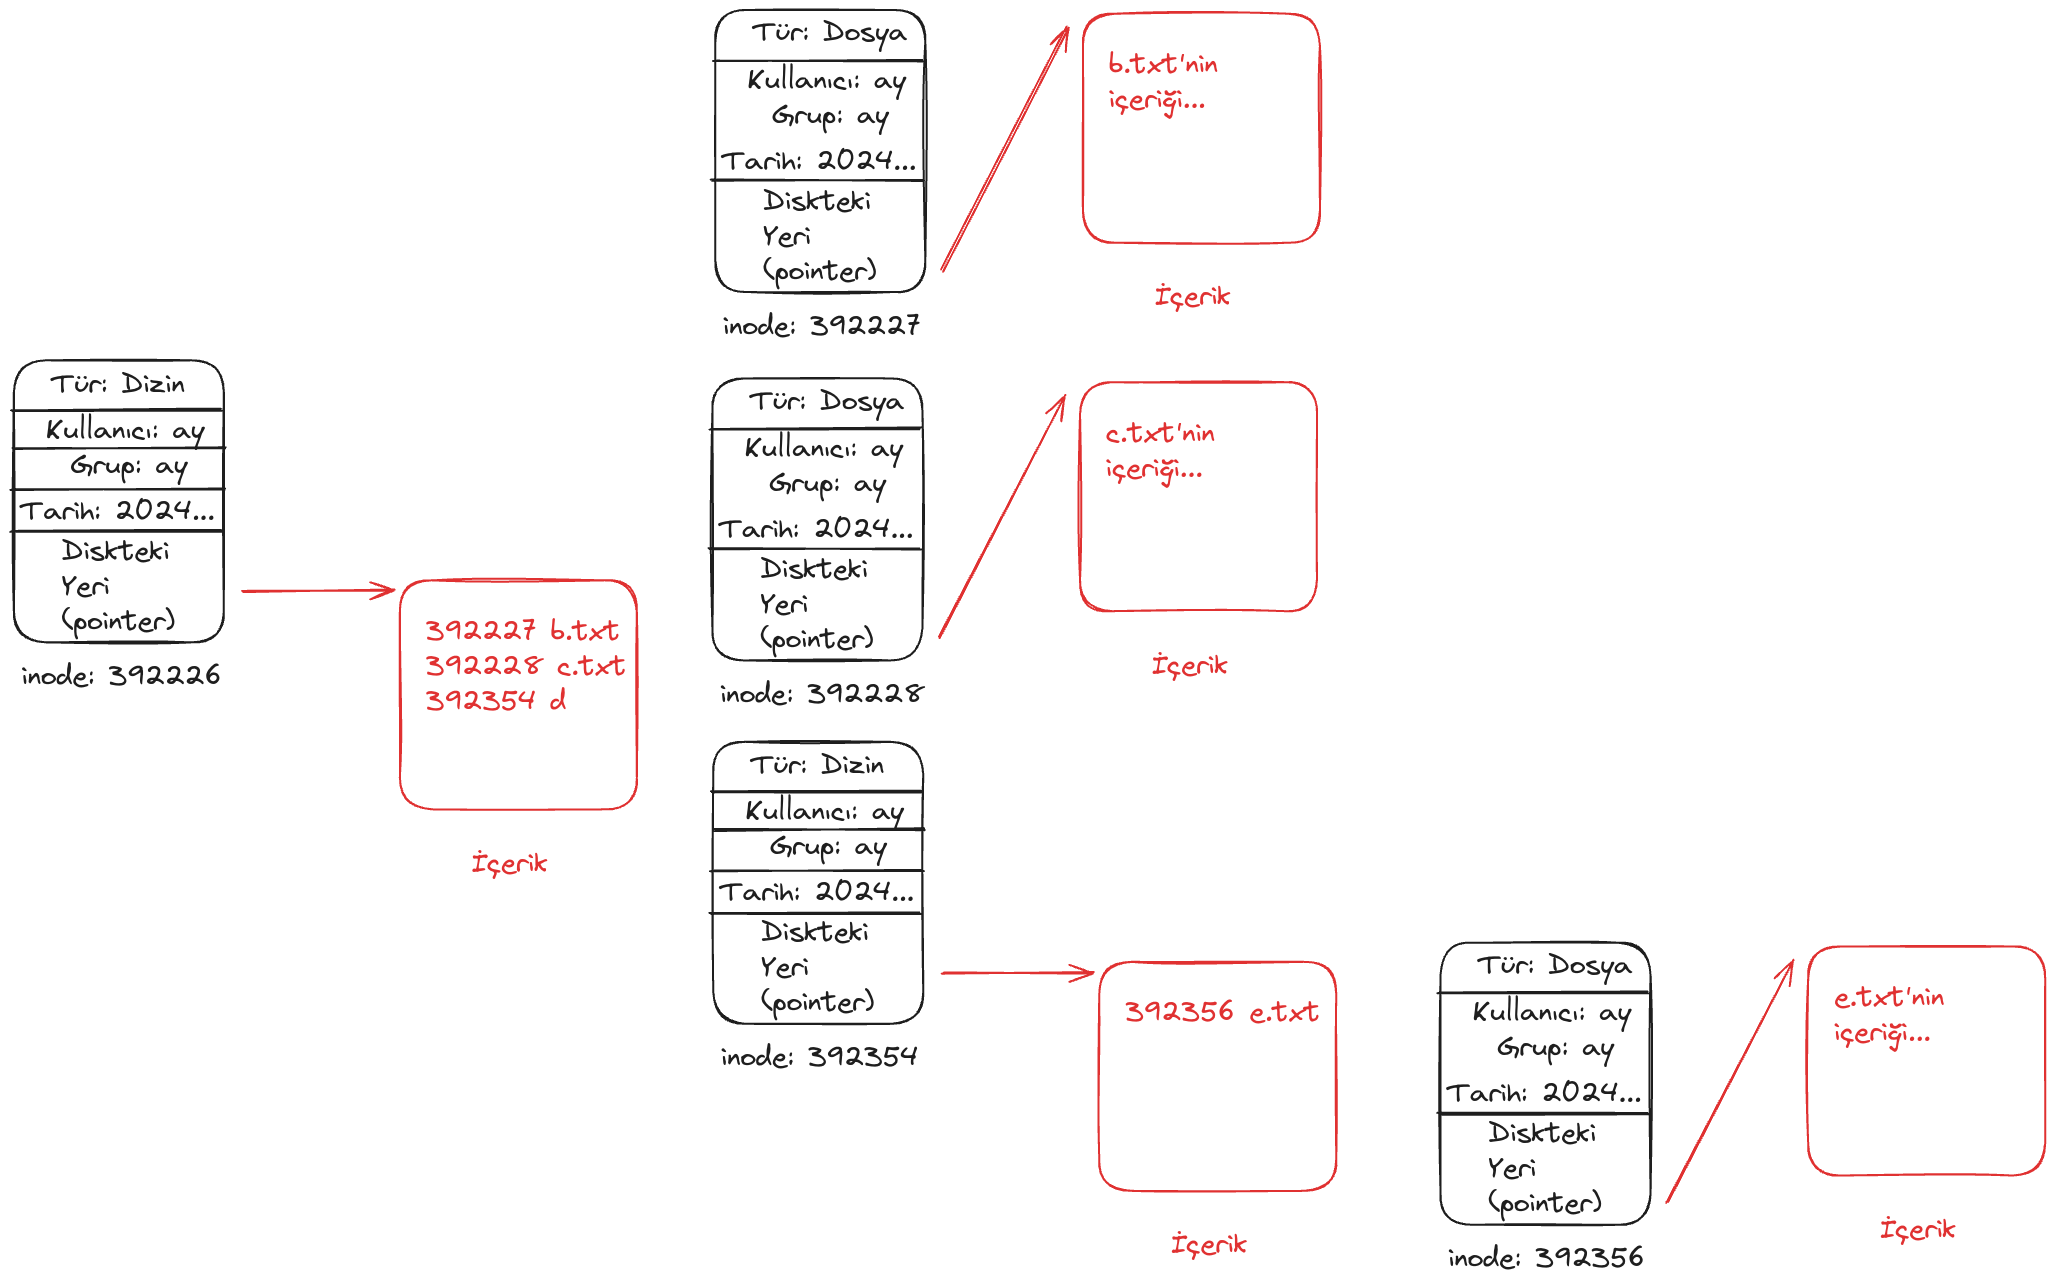 Tür: Dizin
Kullanıcı: ay
Grup: ay
Tarih: 2024...
Diskteki
Yeri
(pointer)
inode: 392226
392227 b.txt
392228 c.txt
392354 d
İçerik
Tür: Dosya
Kullanıcı: ay
Grup: ay
Tarih: 2024...
Diskteki
Yeri
(pointer)
inode: 392227
b.txt'nin
içeriği...
İçerik
Tür: Dosya
Kullanıcı: ay
Grup: ay
Tarih: 2024...
Diskteki
Yeri
(pointer)
inode: 392228
c.txt'nin
içeriği...
İçerik
Tür: Dizin
Kullanıcı: ay
Grup: ay
Tarih: 2024...
Diskteki
Yeri
(pointer)
inode: 392354
392356 e.txt
İçerik
Tür: Dosya
Kullanıcı: ay
Grup: ay
Tarih: 2024...
Diskteki
Yeri
(pointer)
inode: 392356
e.txt'nin
içeriği...
İçerik